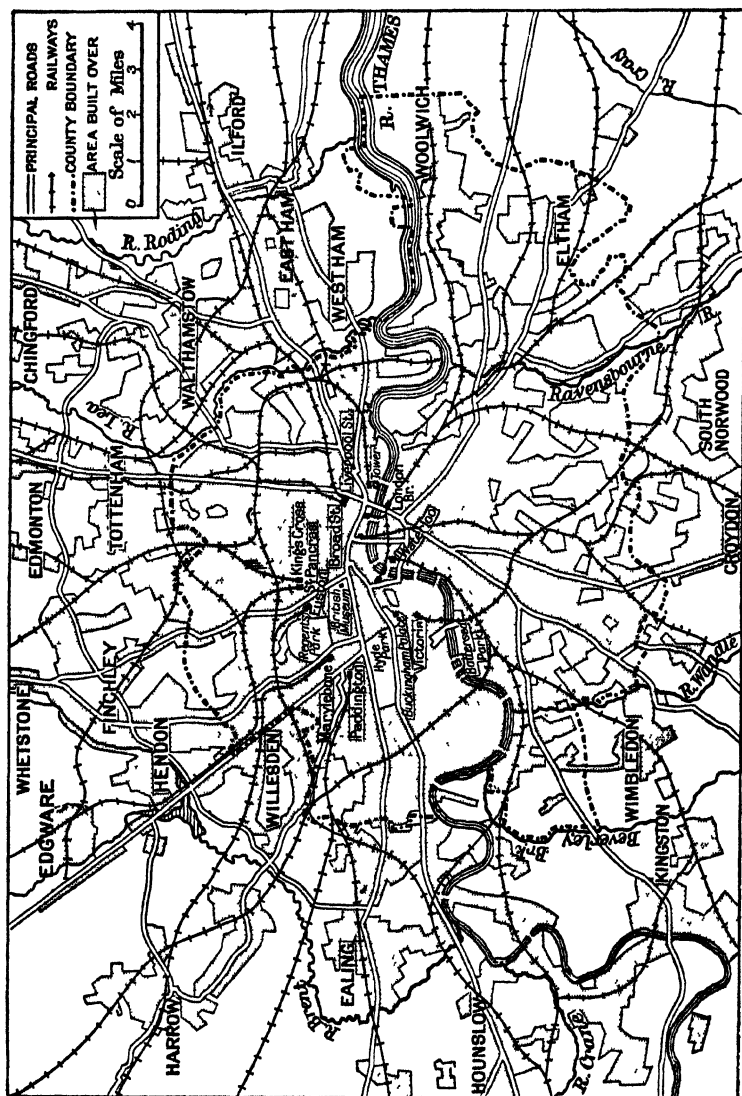 PRINCIPAL ROADS
RAILWAYS
COUNTY BOUNDARY
AREA BUILT OVER
Scale of Miles
0 1 2 3 4
WHETSTONE
EDGWARE
FINCHLEY
HENDON
HARROW
EDMONTON
CHINGFORD
TOTTENHAM
R. Lea
WALTHAMSTOW
R. Roding
ILFORD
WILLESDEN
EAST HAM
WEST HAM
R. Brent
EALING
Marylebone
Paddington
Regents Park
Euston
St Pancras
Kings Cross
British Museum
Broad St.
Liverpool St.
Hyde Park
Buckingham Palace
Victoria
Waterloo
Tower
London Br.
Battersea Park
R. THAMES
WOOLWICH
HOUNSLOW
R. Crane
Beverley Brk
WIMBLEDON
KINGSTON
R. Wandle
CROYDON
SOUTH NORWOOD
R. Ravensbourne
ELTHAM
R. Cray